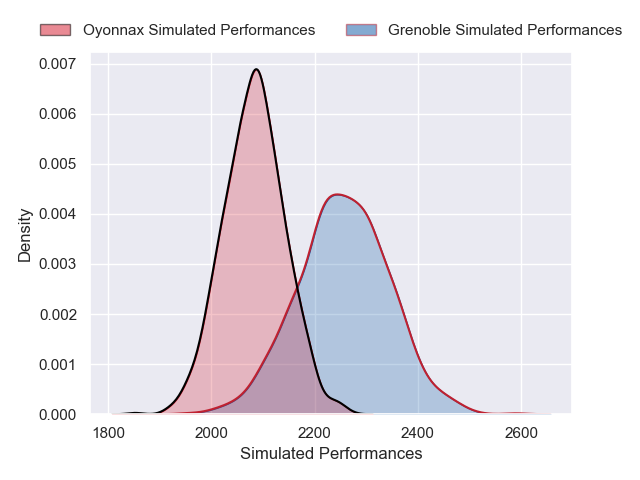 Oyonnax Simulated Performances Grenoble Simulated Performances
0.007
0.006
0.005
0.004
0.003
0.002
0.001
0.000
Density
1800 2000 2200 2400 2600
Simulated Performances